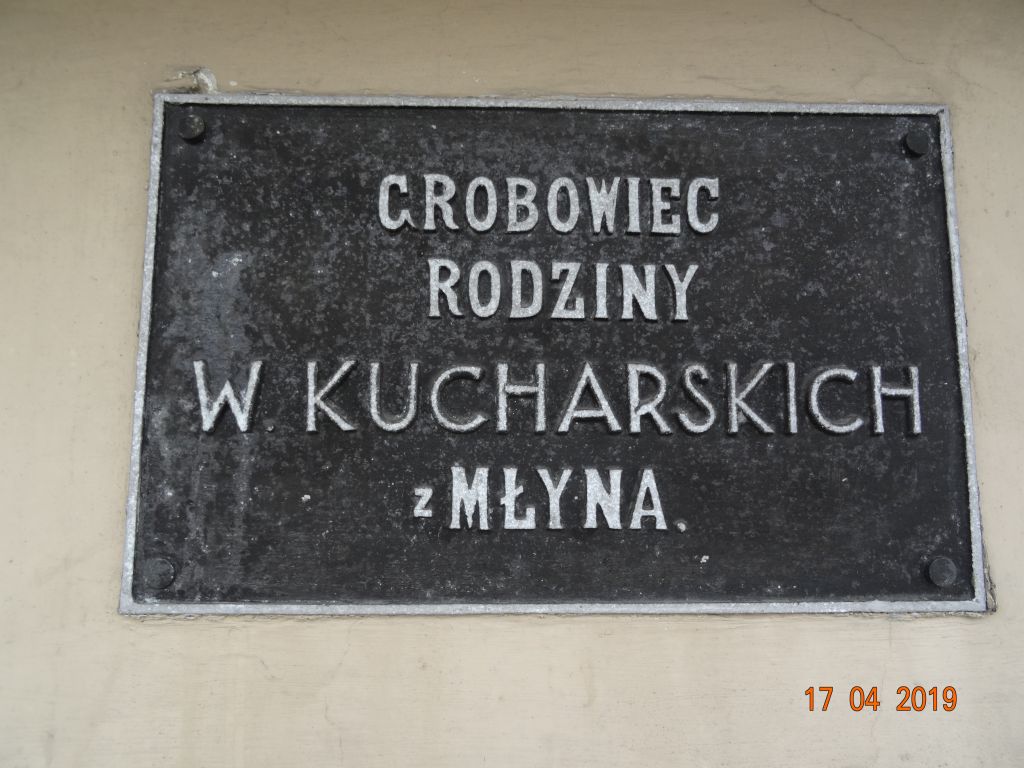 GROBOWIEC
RODZINY
W. KUCHARSKICH
z MŁYNA.
17 04 2019